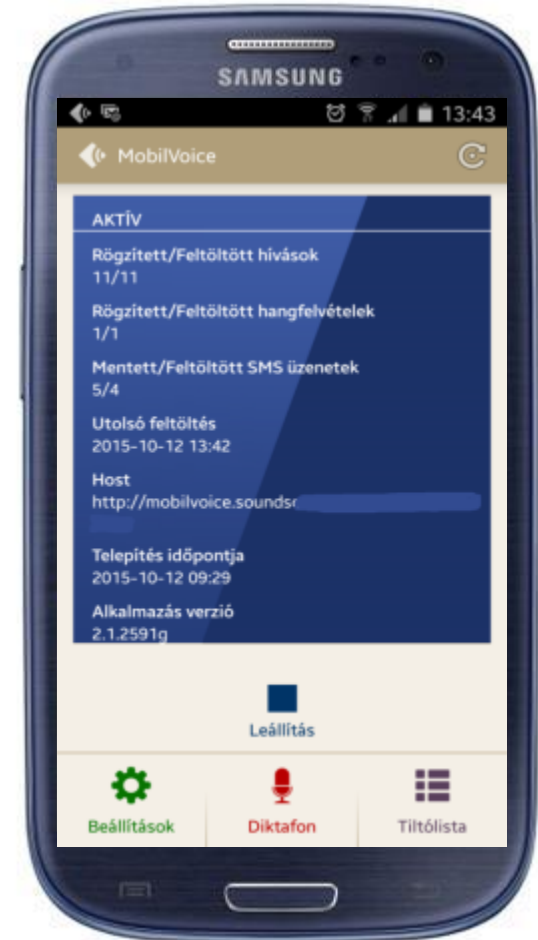 SAMSUNG
13:43
MobilVoice
AKTÍV
Rögzített/Feltöltött hívások
11/11
Rögzített/Feltöltött hangfelvételek
1/1
Mentett/Feltöltött SMS üzenetek
5/4
Utolsó feltöltés
2015-10-12 13:42
Host
http://mobilvoice.soundsc
Telepítés időpontja
2015-10-12 09:29
Alkalmazás verzió
2.1.2591g
Leállítás
Beállítások Diktafon Tiltólista